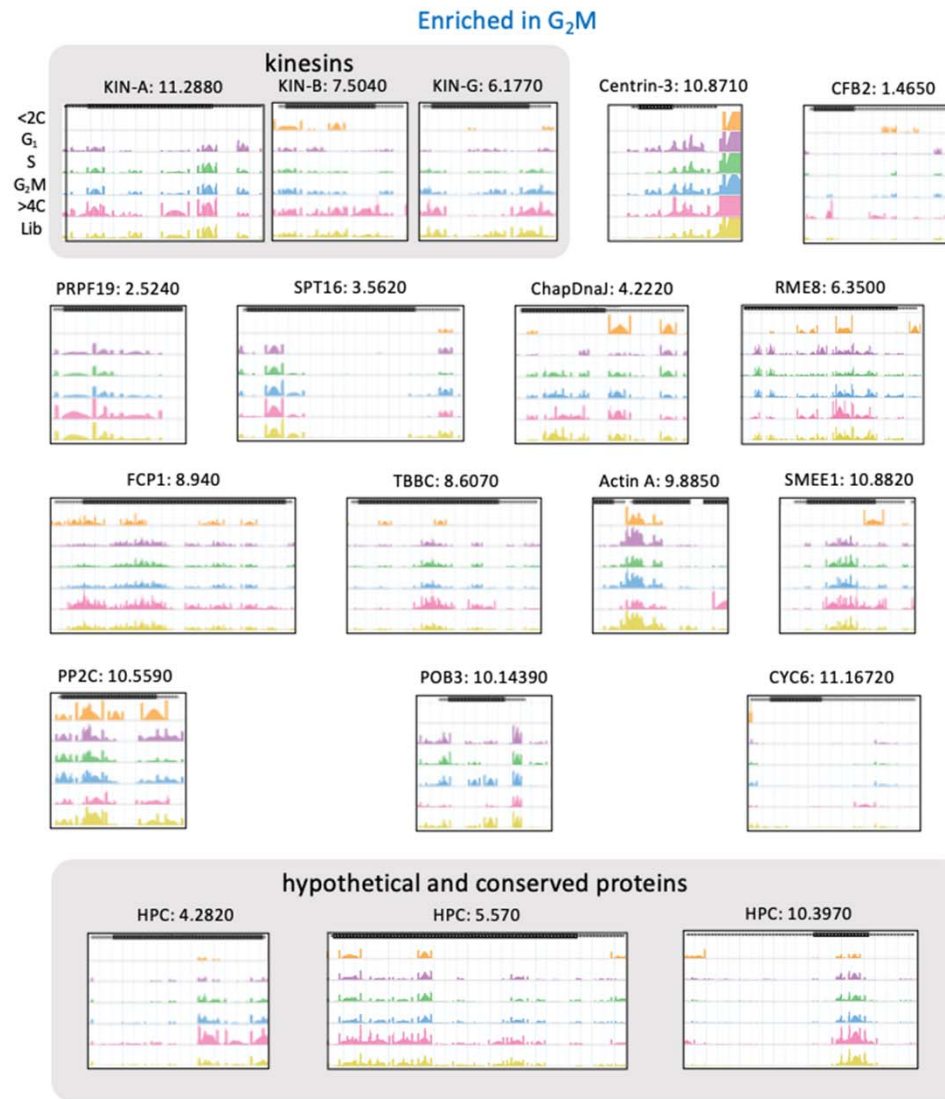 Enriched in G₂M
kinesins
KIN-A: 11.2880
KIN-B: 7.5040
KIN-G: 6.1770
Centrin-3: 10.8710
CFB2: 1.4650
<2C
G₁
S
G₂M
>4C
Lib
PRPF19: 2.5240
SPT16: 3.5620
ChapDnaJ: 4.2220
RME8: 6.3500
FCP1: 8.940
TBBC: 8.6070
Actin A: 9.8850
SMEE1: 10.8820
PP2C: 10.5590
POB3: 10.14390
CYC6: 11.16720
hypothetical and conserved proteins
HPC: 4.2820
HPC: 5.570
HPC: 10.3970